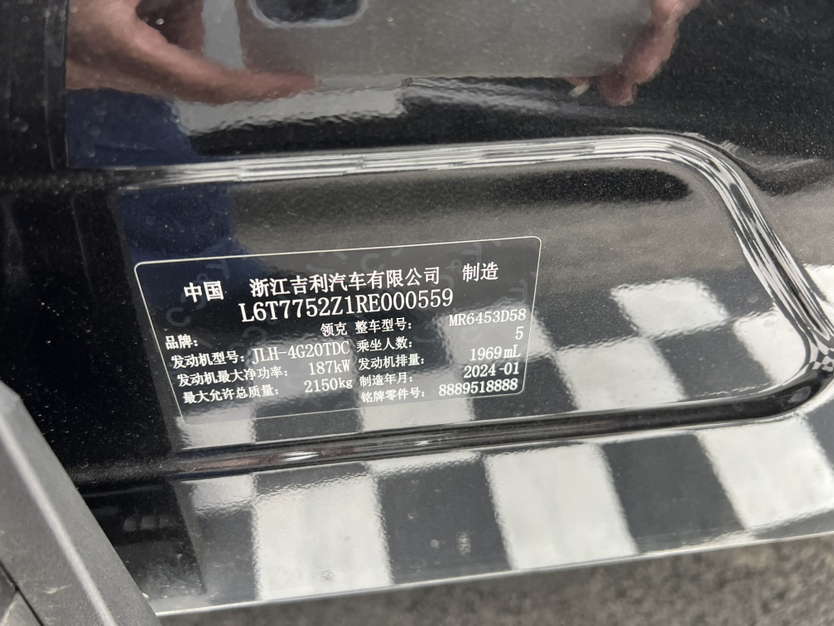 中国 浙江吉利汽车有限公司 制造
L6T7752Z1RE000559
品牌： 领克 整车型号： MR6453D58
发动机型号： JLH-4G20TDC 乘坐人数： 5
发动机最大净功率： 187kW 发动机排量： 1969mL
最大允许总质量： 2150kg 制造年月： 2024-01
铭牌零件号： 8889518888